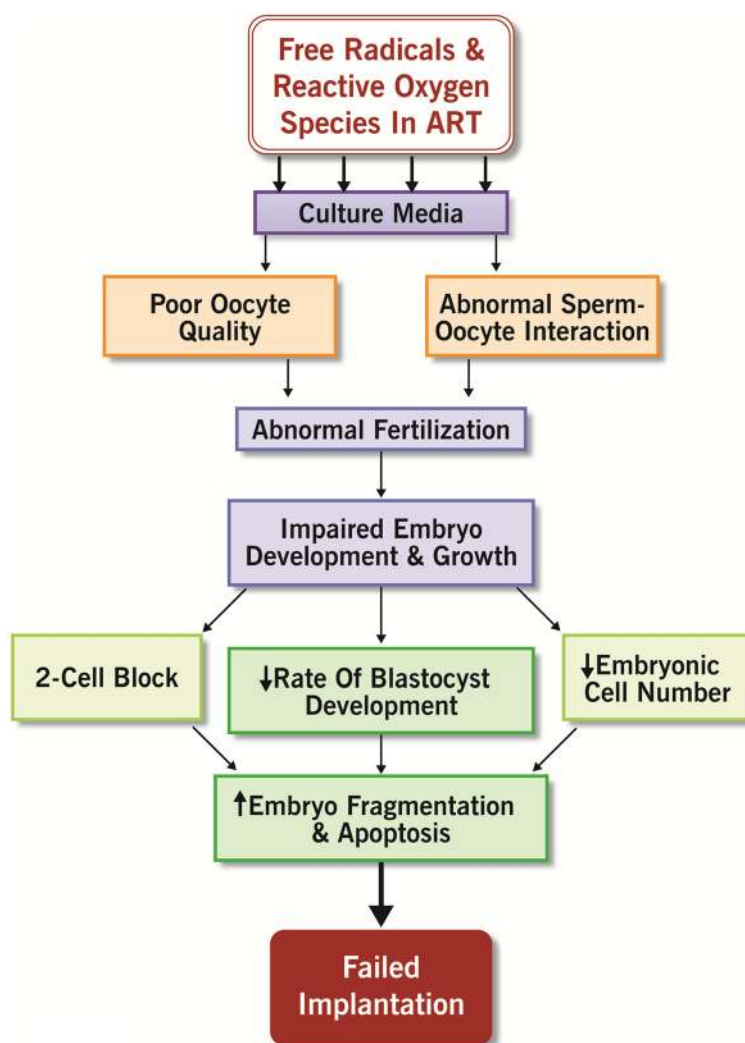 Free Radicals &
Reactive Oxygen
Species In ART
Culture Media
Poor Oocyte
Quality
Abnormal Sperm-
Oocyte Interaction
Abnormal Fertilization
Impaired Embryo
Development & Growth
2-Cell Block
↓Rate Of Blastocyst
Development
↓Embryonic
Cell Number
↑Embryo Fragmentation
& Apoptosis
Failed
Implantation